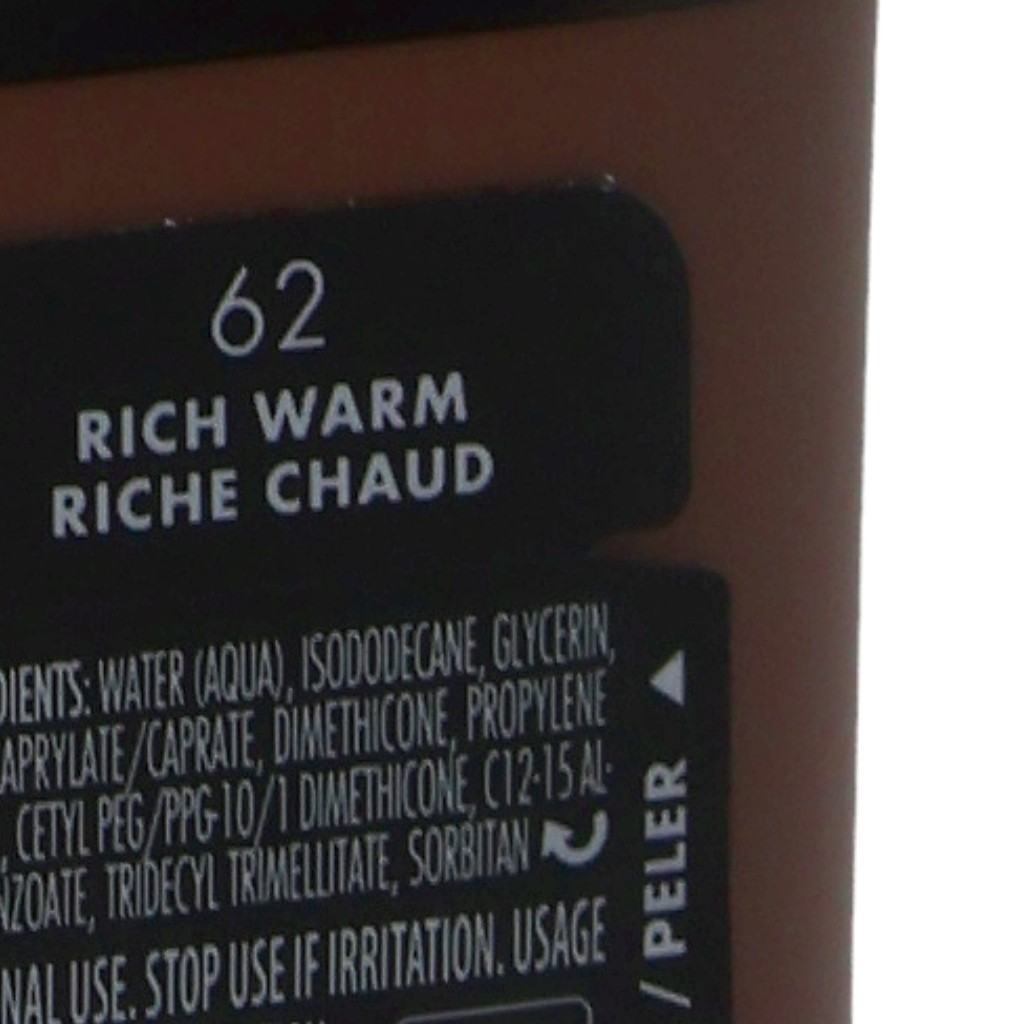 62
RICH WARM
RICHE CHAUD
DIENTS: WATER (AQUA), ISODODECANE, GLYCERIN,
APRYLATE/CAPRATE, DIMETHICONE, PROPYLENE
, CETYL PEG/PPG-10/1 DIMETHICONE, C12-15 AL-
NZOATE, TRIDECYL TRIMELLITATE, SORBITAN
NAL USE. STOP USE IF IRRITATION. USAGE
/ PELER